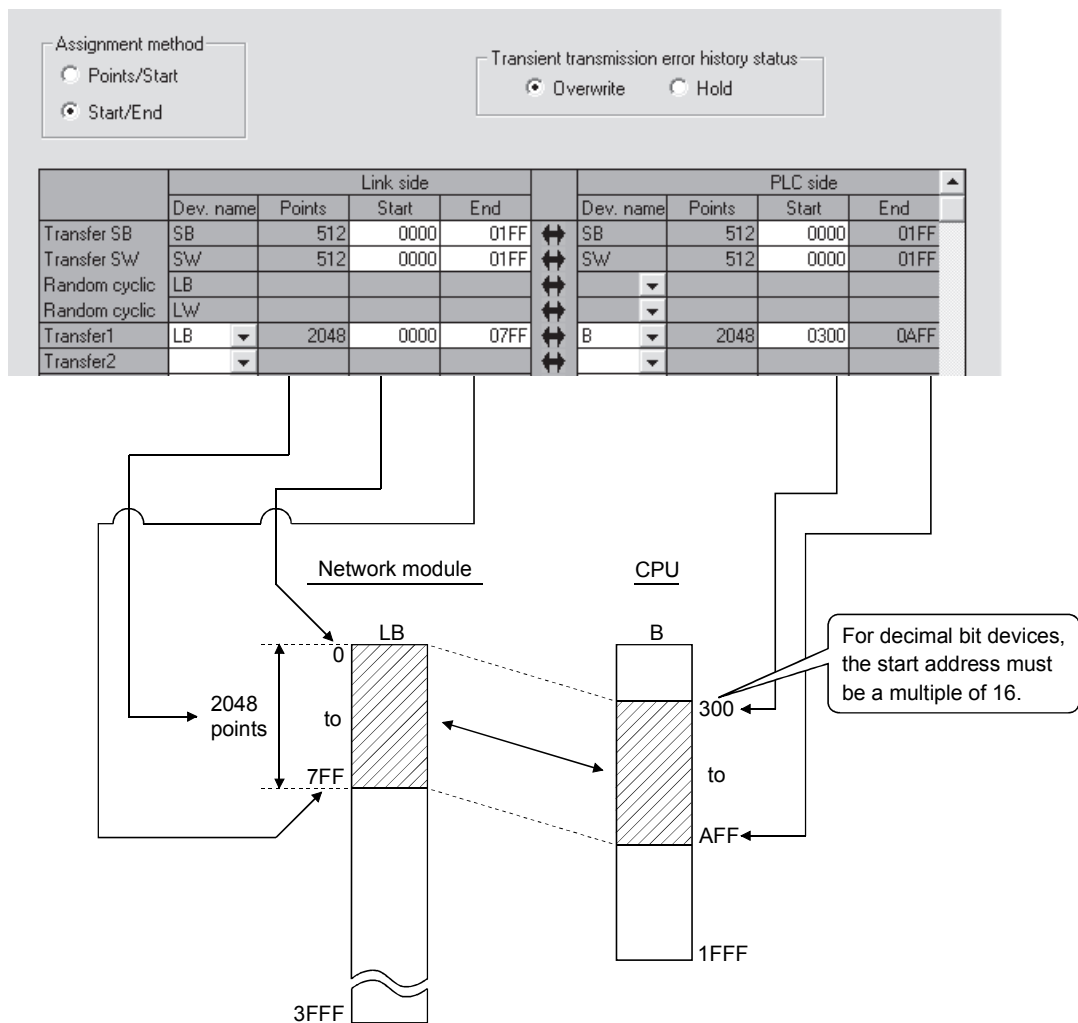 Assignment method
Points/Start
Start/End
Transient transmission error history status
Overwrite Hold
Link side PLC side
Dev. name Points Start End Dev. name Points Start End
Transfer SB SB 512 0000 01FF SB 512 0000 01FF
Transfer SW SW 512 0000 01FF SW 512 0000 01FF
Random cyclic LB
Random cyclic LW
Transfer1 LB 2048 0000 07FF B 2048 0300 0AFF
Transfer2
Network module CPU
LB B
0
2048
points
to
7FF
3FFF
300
to
AFF
1FFF
For decimal bit devices,
the start address must
be a multiple of 16.